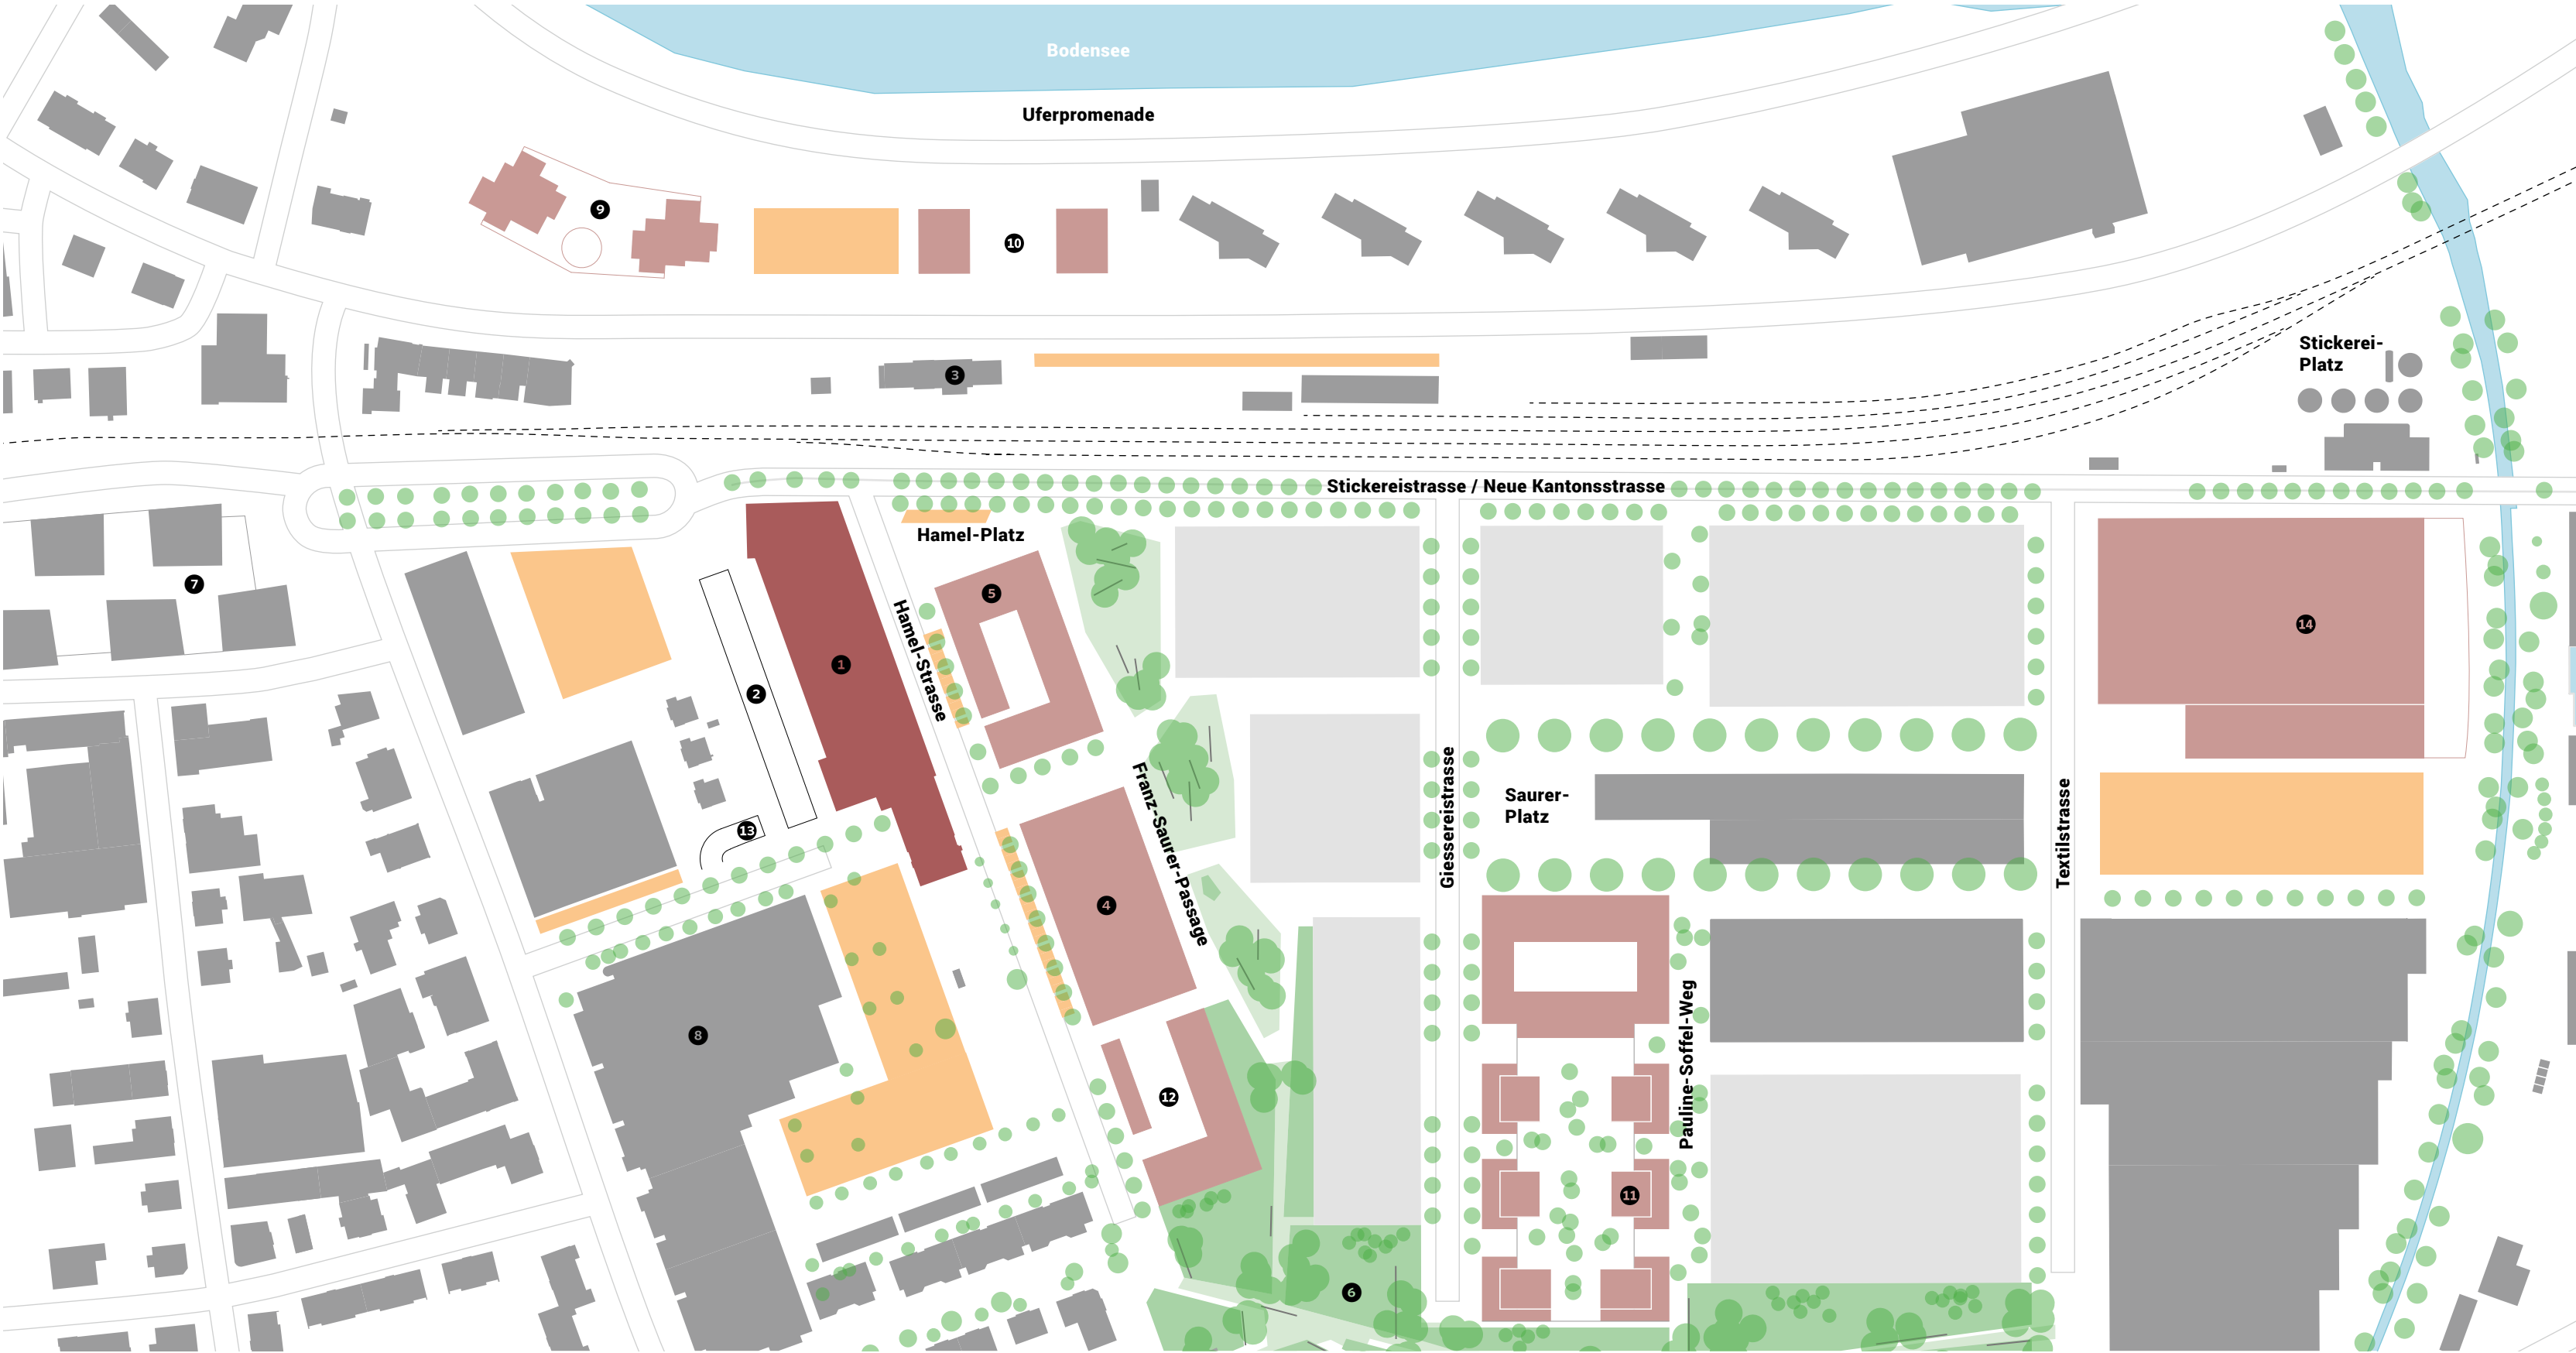 Bodensee
Uferpromenade
9
10
3
Stickerei-
Platz
Stickereistrasse / Neue Kantonsstrasse
Hamel-Platz
7
5
14
1
2
Hamel-Strasse
Saurer-
Platz
13
Franz-Saurer-Passage
Giessereistrasse
Textilstrasse
4
8
12
Pauline-Soffel-Weg
11
6